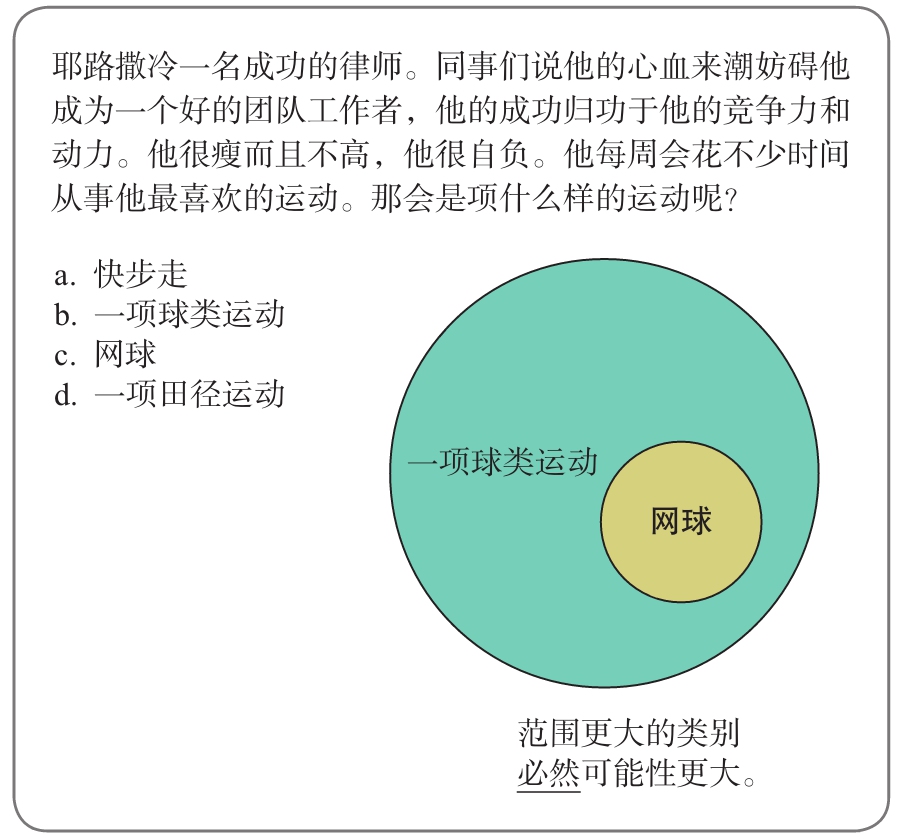 耶路撒冷一名成功的律师。同事们说他的心血来潮妨碍他
成为一个好的团队工作者，他的成功归功于他的竞争力和
动力。他很瘦而且不高，他很自负。他每周会花不少时间
从事他最喜欢的运动。那会是项什么样的运动呢？
a. 快步走
b. 一项球类运动
c. 网球
d. 一项田径运动
一项球类运动
网球
范围更大的类别
必然可能性更大。